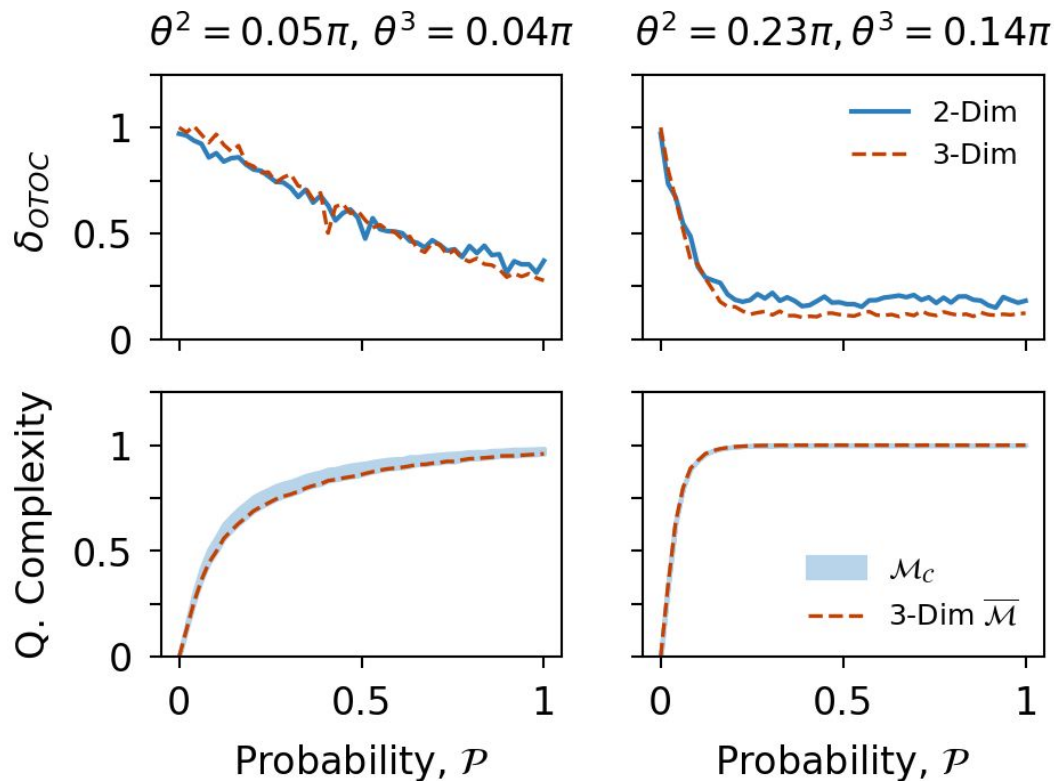 θ² = 0.05π, θ³ = 0.04π
θ² = 0.23π, θ³ = 0.14π
δ_OTOC
1
0.5
0
2-Dim
3-Dim
Q. Complexity
1
0.5
0
ℳ_𝒞
3-Dim ℳ̅
0 0.5 1
0 0.5 1
Probability, 𝒫
Probability, 𝒫